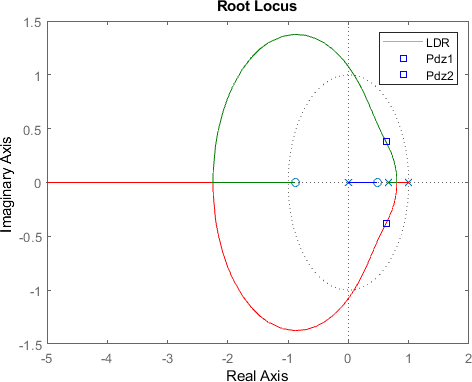 Root Locus
1.5
LDR
Pdz1
Pdz2
1
0.5
0
-0.5
-1
-1.5
Imaginary Axis
-5 -4 -3 -2 -1 0 1 2
Real Axis